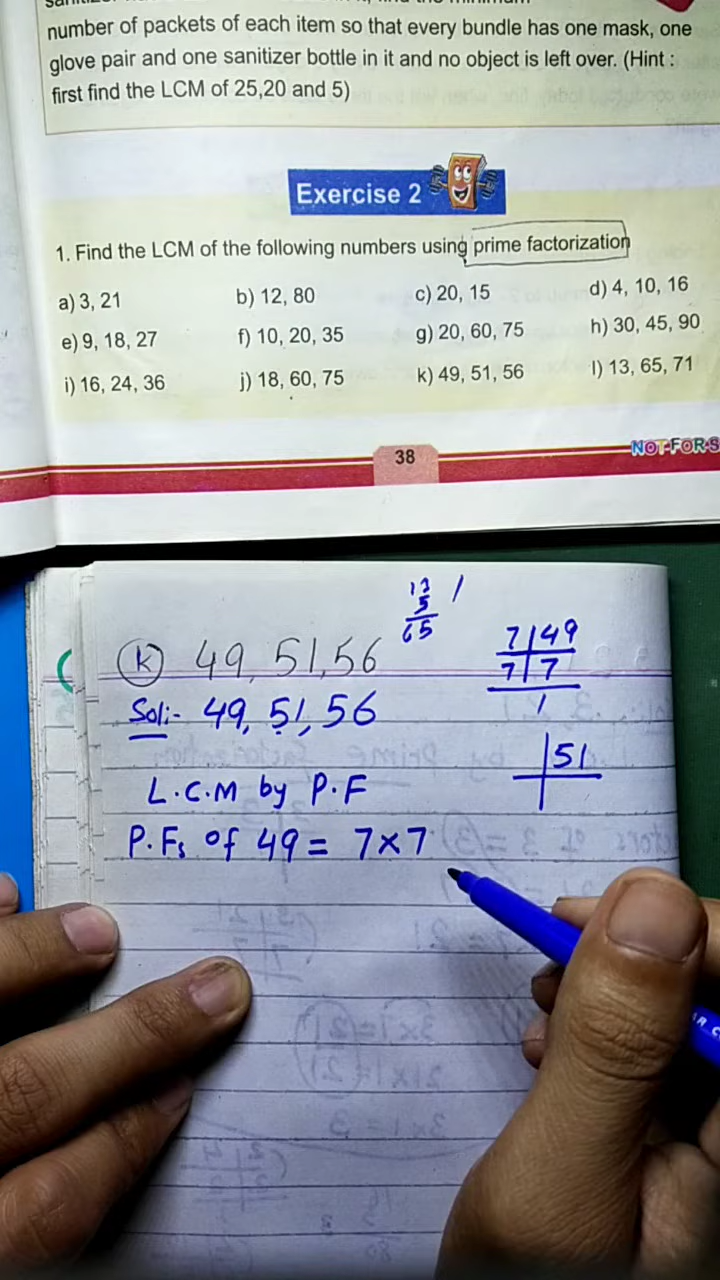 number of packets of each item so that every bundle has one mask, one
glove pair and one sanitizer bottle in it and no object is left over. (Hint :
first find the LCM of 25,20 and 5)
Exercise 2
1. Find the LCM of the following numbers using prime factorization
a) 3, 21 b) 12, 80 c) 20, 15 d) 4, 10, 16
e) 9, 18, 27 f) 10, 20, 35 g) 20, 60, 75 h) 30, 45, 90
i) 16, 24, 36 j) 18, 60, 75 k) 49, 51, 56 l) 13, 65, 71
38
NOT FOR S
13
5
65
(k) 49, 51, 56
Sol:- 49, 51, 56
L.C.M by P.F
P.Fs of 49 = 7×7
7 49
7 7
1
51